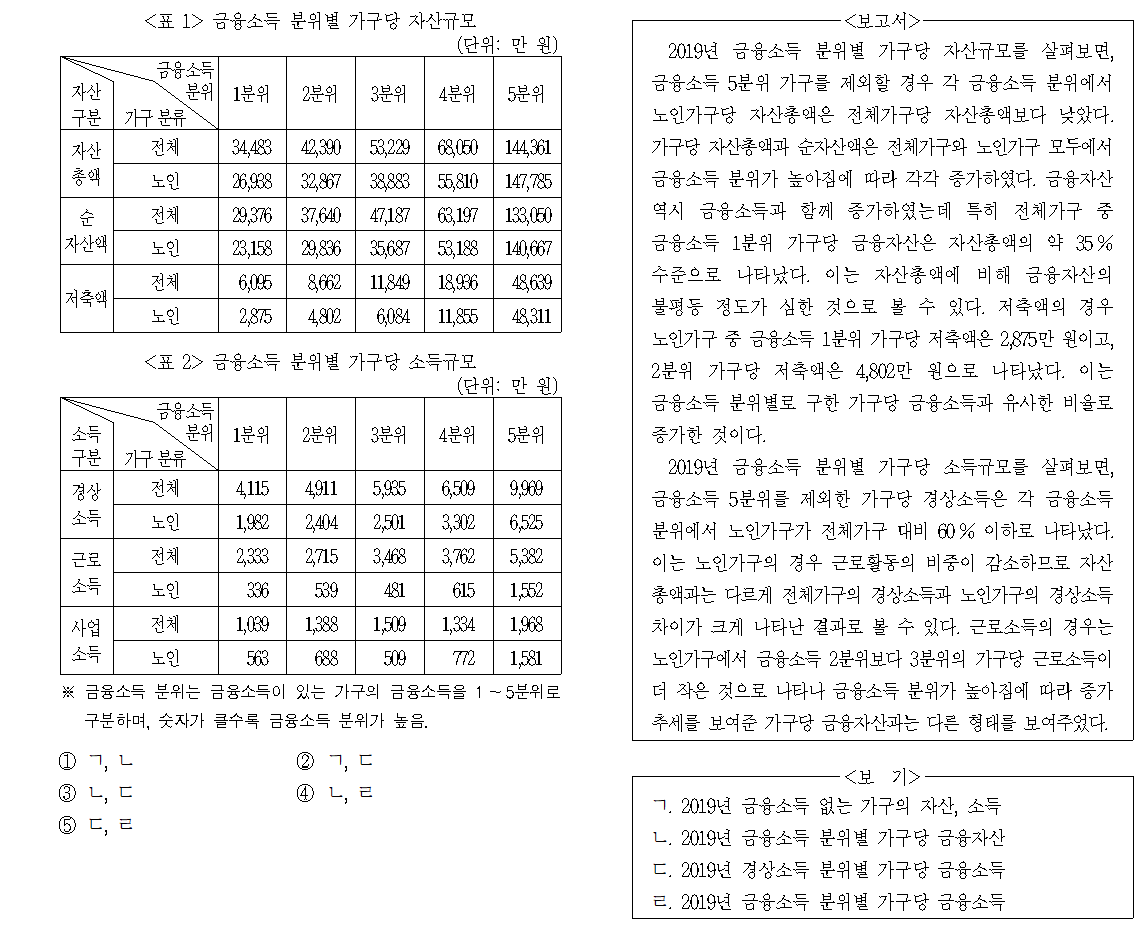 <표 1> 금융소득 분위별 가구당 자산규모
(단위: 만 원)
금융소득
분위
자산
구분
가구 분류
1분위 2분위 3분위 4분위 5분위
자산
총액
전체 34,483 42,390 53,229 68,050 144,361
노인 26,938 32,867 38,883 55,810 147,785
순
자산액
전체 29,376 37,640 47,187 63,197 133,050
노인 23,158 29,836 35,687 53,188 140,667
저축액
전체 6,095 8,662 11,849 18,936 48,639
노인 2,875 4,802 6,084 11,855 48,311
<표 2> 금융소득 분위별 가구당 소득규모
(단위: 만 원)
금융소득
분위
소득
구분
가구 분류
1분위 2분위 3분위 4분위 5분위
경상
소득
전체 4,115 4,911 5,935 6,509 9,969
노인 1,982 2,404 2,501 3,302 6,525
근로
소득
전체 2,333 2,715 3,468 3,762 5,382
노인 336 539 481 615 1,552
사업
소득
전체 1,039 1,388 1,509 1,334 1,968
노인 563 688 509 772 1,581
※ 금융소득 분위는 금융소득이 있는 가구의 금융소득을 1～5분위로
구분하며, 숫자가 클수록 금융소득 분위가 높음.
① ㄱ, ㄴ
② ㄱ, ㄷ
③ ㄴ, ㄷ
④ ㄴ, ㄹ
⑤ ㄷ, ㄹ
<보고서>
2019년 금융소득 분위별 가구당 자산규모를 살펴보면,
금융소득 5분위 가구를 제외할 경우 각 금융소득 분위에서
노인가구당 자산총액은 전체가구당 자산총액보다 낮았다.
가구당 자산총액과 순자산액은 전체가구와 노인가구 모두에서
금융소득 분위가 높아짐에 따라 각각 증가하였다. 금융자산
역시 금융소득과 함께 증가하였는데 특히 전체가구 중
금융소득 1분위 가구당 금융자산은 자산총액의 약 35%
수준으로 나타났다. 이는 자산총액에 비해 금융자산의
불평등 정도가 심한 것으로 볼 수 있다. 저축액의 경우
노인가구 중 금융소득 1분위 가구당 저축액은 2,875만 원이고,
2분위 가구당 저축액은 4,802만 원으로 나타났다. 이는
금융소득 분위별로 구한 가구당 금융소득과 유사한 비율로
증가한 것이다.
2019년 금융소득 분위별 가구당 소득규모를 살펴보면,
금융소득 5분위를 제외한 가구당 경상소득은 각 금융소득
분위에서 노인가구가 전체가구 대비 60% 이하로 나타났다.
이는 노인가구의 경우 근로활동의 비중이 감소하므로 자산
총액과는 다르게 전체가구의 경상소득과 노인가구의 경상소득
차이가 크게 나타난 결과로 볼 수 있다. 근로소득의 경우는
노인가구에서 금융소득 2분위보다 3분위의 가구당 근로소득이
더 작은 것으로 나타나 금융소득 분위가 높아짐에 따라 증가
추세를 보여준 가구당 금융자산과는 다른 형태를 보여주었다.
<보 기>
ㄱ. 2019년 금융소득 없는 가구의 자산, 소득
ㄴ. 2019년 금융소득 분위별 가구당 금융자산
ㄷ. 2019년 경상소득 분위별 가구당 금융소득
ㄹ. 2019년 금융소득 분위별 가구당 금융소득